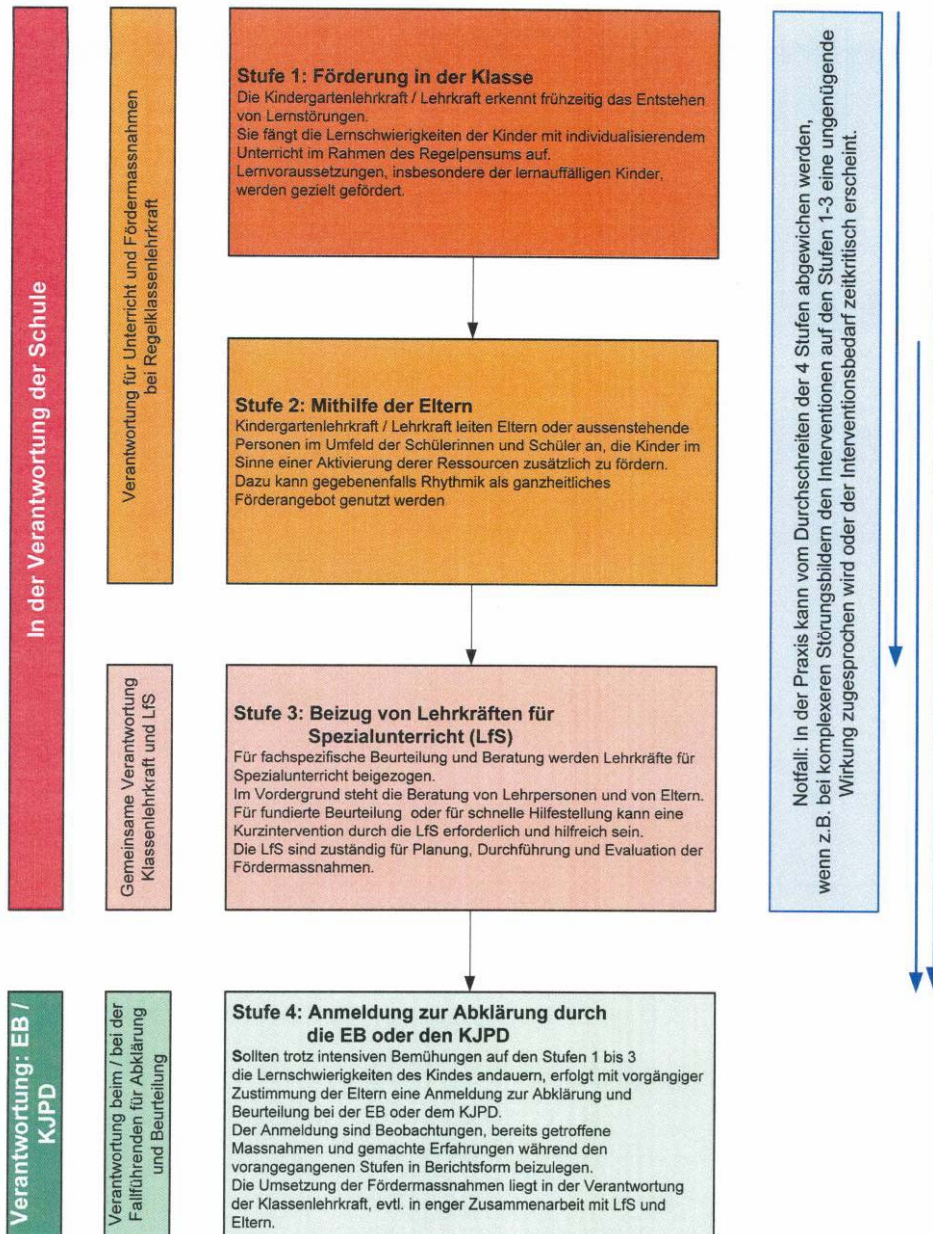 In der Verantwortung der Schule
Verantwortung für Unterricht und Fördermassnahmen
bei Regelklassenlehrkraft
Stufe 1: Förderung in der Klasse
Die Kindergartenlehrkraft / Lehrkraft erkennt frühzeitig das Entstehen
von Lernstörungen.
Sie fängt die Lernschwierigkeiten der Kinder mit individualisierendem
Unterricht im Rahmen des Regelpensums auf.
Lernvoraussetzungen, insbesondere der lernauffälligen Kinder,
werden gezielt gefördert.
Stufe 2: Mithilfe der Eltern
Kindergartenlehrkraft / Lehrkraft leiten Eltern oder aussenstehende
Personen im Umfeld der Schülerinnen und Schüler an, die Kinder im
Sinne einer Aktivierung derer Ressourcen zusätzlich zu fördern.
Dazu kann gegebenenfalls Rhythmik als ganzheitliches
Förderangebot genutzt werden
Gemeinsame Verantwortung
Klassenlehrkraft und LfS
Stufe 3: Beizug von Lehrkräften für
Spezialunterricht (LfS)
Für fachspezifische Beurteilung und Beratung werden Lehrkräfte für
Spezialunterricht beigezogen.
Im Vordergrund steht die Beratung von Lehrpersonen und von Eltern.
Für fundierte Beurteilung oder für schnelle Hilfestellung kann eine
Kurzintervention durch die LfS erforderlich und hilfreich sein.
Die LfS sind zuständig für Planung, Durchführung und Evaluation der
Fördermassnahmen.
Verantwortung: EB /
KJPD
Verantwortung beim / bei der
Fallführenden für Abklärung
und Beurteilung
Stufe 4: Anmeldung zur Abklärung durch
die EB oder den KJPD
Sollten trotz intensiven Bemühungen auf den Stufen 1 bis 3
die Lernschwierigkeiten des Kindes andauern, erfolgt mit vorgängiger
Zustimmung der Eltern eine Anmeldung zur Abklärung und
Beurteilung bei der EB oder dem KJPD.
Der Anmeldung sind Beobachtungen, bereits getroffene
Massnahmen und gemachte Erfahrungen während den
vorangegangenen Stufen in Berichtsform beizulegen.
Die Umsetzung der Fördermassnahmen liegt in der Verantwortung
der Klassenlehrkraft, evtl. in enger Zusammenarbeit mit LfS und
Eltern.
Notfall: In der Praxis kann vom Durchschreiten der 4 Stufen abgewichen werden,
wenn z.B. bei komplexeren Störungsbildern den Interventionen auf den Stufen 1-3 eine ungenügende
Wirkung zugesprochen wird oder der Interventionsbedarf zeitkritisch erscheint.